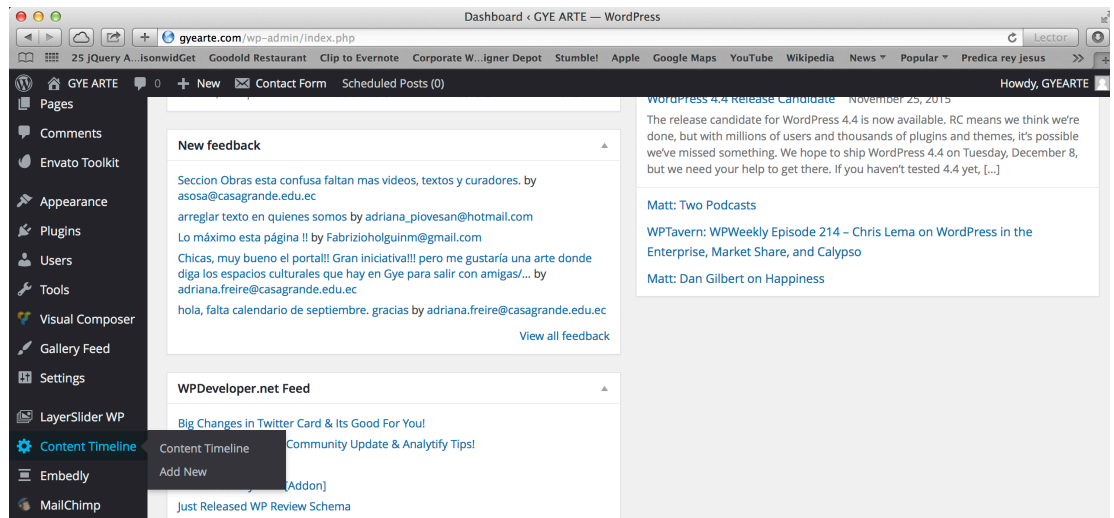 Dashboard ‹ GYE ARTE — WordPress
gyearte.com/wp-admin/index.php
Lector
25 jQuery A...isonwidGet Goodold Restaurant Clip to Evernote Corporate W...igner Depot Stumble! Apple Google Maps YouTube Wikipedia News Popular Predica rey jesus
GYE ARTE 0 + New Contact Form Scheduled Posts (0) Howdy, GYEARTE
Pages
Comments
Envato Toolkit
Appearance
Plugins
Users
Tools
Visual Composer
Gallery Feed
Settings
LayerSlider WP
Content Timeline
Embedly
MailChimp
Content Timeline
Add New
New feedback
Seccion Obras esta confusa faltan mas videos, textos y curadores. by
asosa@casagrande.edu.ec
arreglar texto en quienes somos by adriana_piovesan@hotmail.com
Lo máximo esta página !! by Fabrizioholguinm@gmail.com
Chicas, muy bueno el portal!! Gran iniciativa!!! pero me gustaría una arte donde
diga los espacios culturales que hay en Gye para salir con amigas/... by
adriana.freire@casagrande.edu.ec
hola, falta calendario de septiembre. gracias by adriana.freire@casagrande.edu.ec
View all feedback
WPDeveloper.net Feed
Big Changes in Twitter Card & Its Good For You!
Community Update & Analytify Tips!
[Addon]
Just Released WP Review Schema
WordPress 4.4 Release Candidate November 25, 2015
The release candidate for WordPress 4.4 is now available. RC means we think we're
done, but with millions of users and thousands of plugins and themes, it's possible
we've missed something. We hope to ship WordPress 4.4 on Tuesday, December 8,
but we need your help to get there. If you haven't tested 4.4 yet, [...]
Matt: Two Podcasts
WPTavern: WPWeekly Episode 214 – Chris Lema on WordPress in the
Enterprise, Market Share, and Calypso
Matt: Dan Gilbert on Happiness